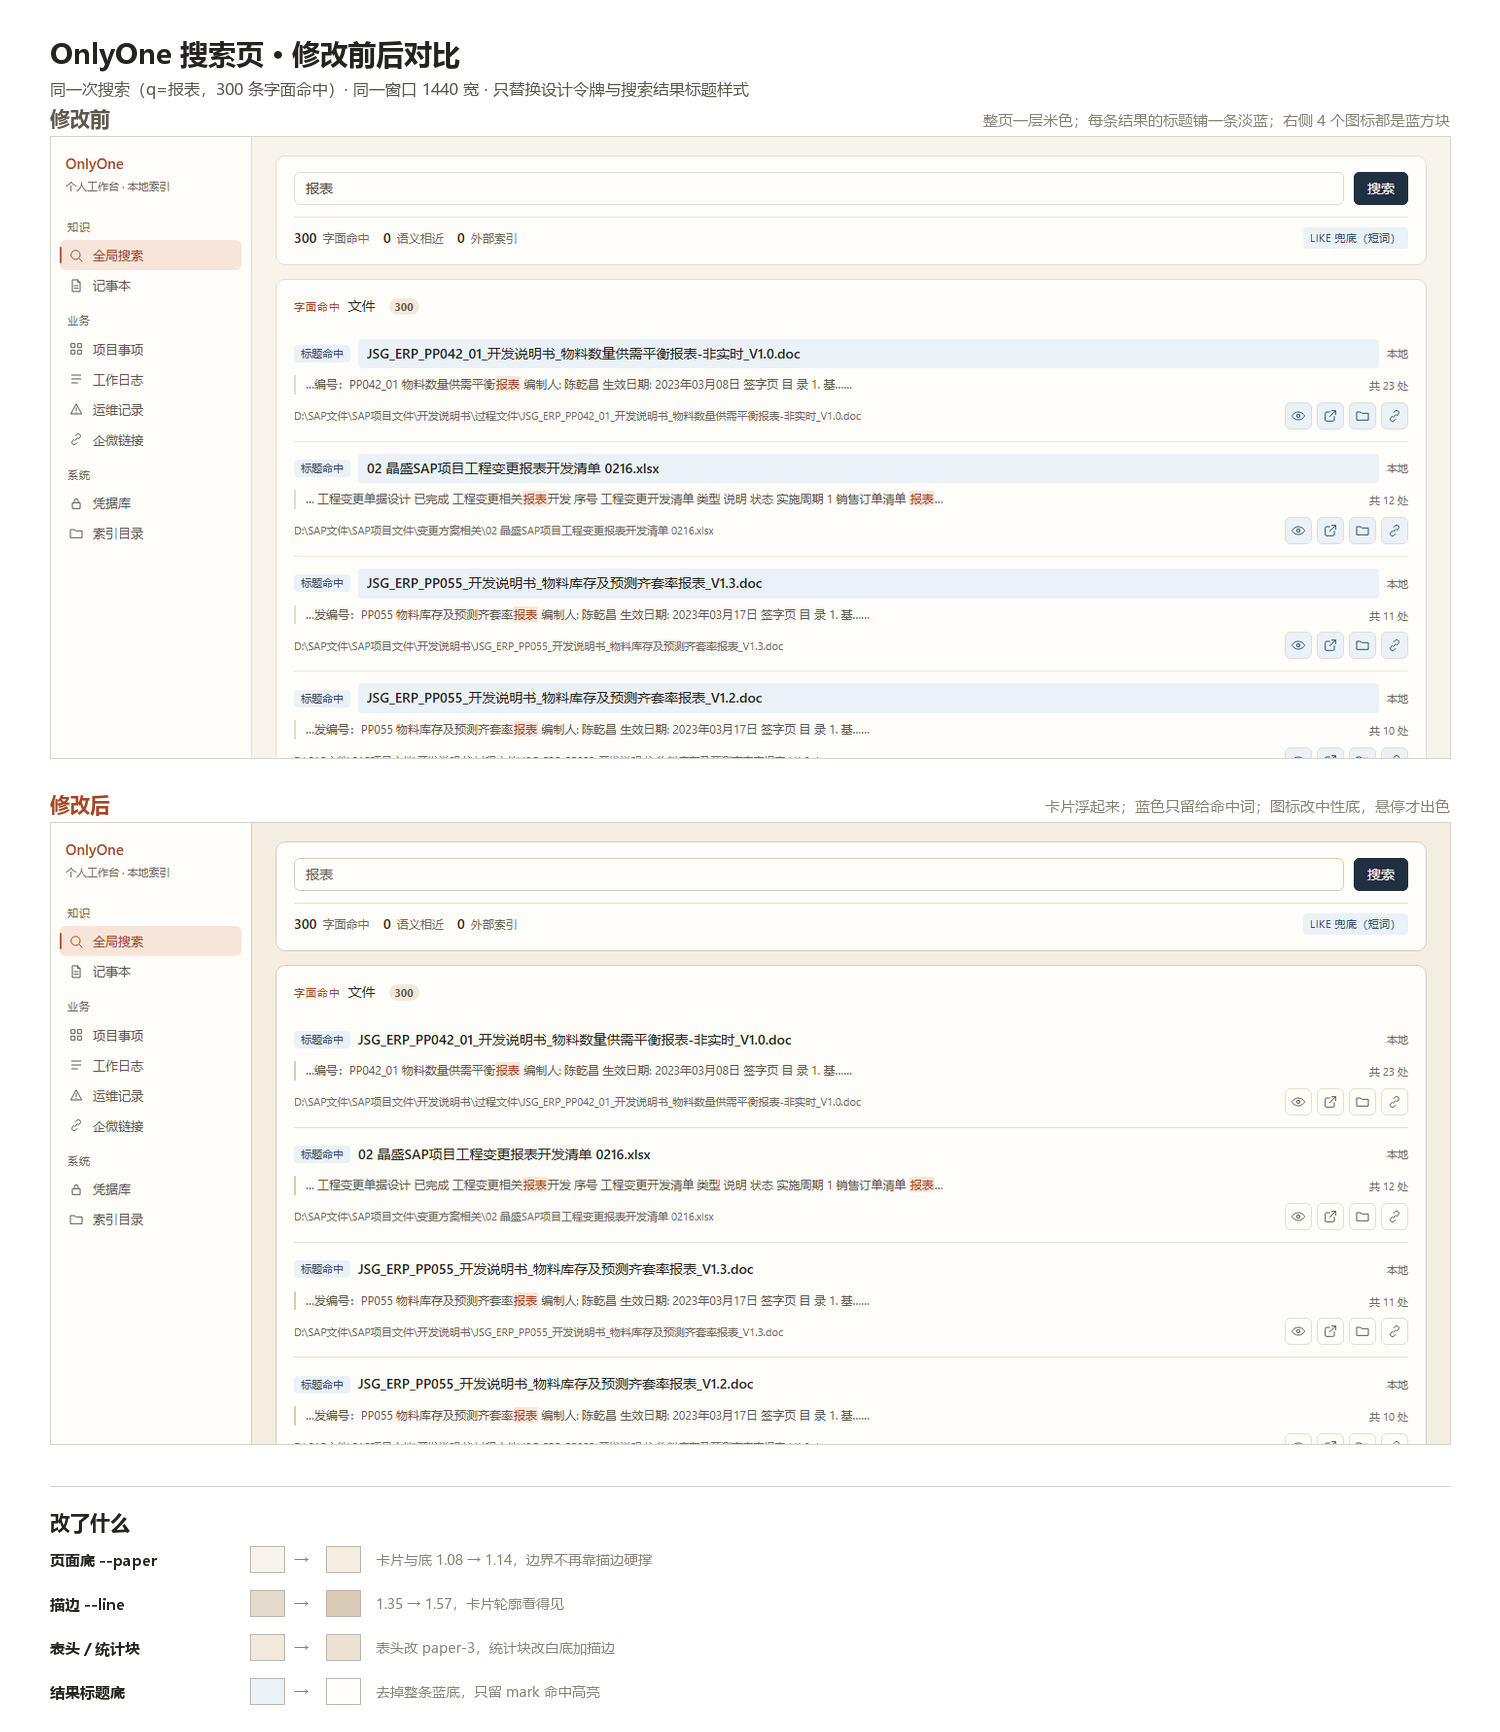 OnlyOne 搜索页 • 修改前后对比
同一次搜索（q=报表，300 条字面命中）· 同一窗口 1440 宽 · 只替换设计令牌与搜索结果标题样式
修改前
整页一层米色；每条结果的标题铺一条淡蓝；右侧 4 个图标都是蓝方块
OnlyOne
个人工作台 · 本地索引
知识
全局搜索
记事本
业务
项目事项
工作日志
运维记录
企微链接
系统
凭据库
索引目录
报表
搜索
300 字面命中 0 语义相近 0 外部索引
LIKE 兜底（短词）
字面命中 文件 300
标题命中 JSG_ERP_PP042_01_开发说明书_物料数量供需平衡报表-非实时_V1.0.doc 本地
...编号： PP042_01 物料数量供需平衡报表 编制人: 陈乾昌 生效日期: 2023年03月08日 签字页 目 录 1. 基...... 共 23 处
D:\SAP文件\SAP项目文件\开发说明书\过程文件\JSG_ERP_PP042_01_开发说明书_物料数量供需平衡报表-非实时_V1.0.doc
标题命中 02 晶盛SAP项目工程变更报表开发清单 0216.xlsx 本地
... 工程变更单据设计 已完成 工程变更相关报表开发 序号 工程变更开发清单 类型 说明 状态 实施周期 1 销售订单清单 报表... 共 12 处
D:\SAP文件\SAP项目文件\变更方案相关\02 晶盛SAP项目工程变更报表开发清单 0216.xlsx
标题命中 JSG_ERP_PP055_开发说明书_物料库存及预测齐套率报表_V1.3.doc 本地
...发编号： PP055 物料库存及预测齐套率报表 编制人: 陈乾昌 生效日期: 2023年03月17日 签字页 目 录 1. 基...... 共 11 处
D:\SAP文件\SAP项目文件\开发说明书\JSG_ERP_PP055_开发说明书_物料库存及预测齐套率报表_V1.3.doc
标题命中 JSG_ERP_PP055_开发说明书_物料库存及预测齐套率报表_V1.2.doc 本地
...发编号： PP055 物料库存及预测齐套率报表 编制人: 陈乾昌 生效日期: 2023年03月17日 签字页 目 录 1. 基...... 共 10 处
修改后
卡片浮起来；蓝色只留给命中词；图标改中性底，悬停才出色
OnlyOne
个人工作台 · 本地索引
知识
全局搜索
记事本
业务
项目事项
工作日志
运维记录
企微链接
系统
凭据库
索引目录
报表
搜索
300 字面命中 0 语义相近 0 外部索引
LIKE 兜底（短词）
字面命中 文件 300
标题命中 JSG_ERP_PP042_01_开发说明书_物料数量供需平衡报表-非实时_V1.0.doc 本地
...编号： PP042_01 物料数量供需平衡报表 编制人: 陈乾昌 生效日期: 2023年03月08日 签字页 目 录 1. 基...... 共 23 处
D:\SAP文件\SAP项目文件\开发说明书\过程文件\JSG_ERP_PP042_01_开发说明书_物料数量供需平衡报表-非实时_V1.0.doc
标题命中 02 晶盛SAP项目工程变更报表开发清单 0216.xlsx 本地
... 工程变更单据设计 已完成 工程变更相关报表开发 序号 工程变更开发清单 类型 说明 状态 实施周期 1 销售订单清单 报表... 共 12 处
D:\SAP文件\SAP项目文件\变更方案相关\02 晶盛SAP项目工程变更报表开发清单 0216.xlsx
标题命中 JSG_ERP_PP055_开发说明书_物料库存及预测齐套率报表_V1.3.doc 本地
...发编号： PP055 物料库存及预测齐套率报表 编制人: 陈乾昌 生效日期: 2023年03月17日 签字页 目 录 1. 基...... 共 11 处
D:\SAP文件\SAP项目文件\开发说明书\JSG_ERP_PP055_开发说明书_物料库存及预测齐套率报表_V1.3.doc
标题命中 JSG_ERP_PP055_开发说明书_物料库存及预测齐套率报表_V1.2.doc 本地
...发编号： PP055 物料库存及预测齐套率报表 编制人: 陈乾昌 生效日期: 2023年03月17日 签字页 目 录 1. 基...... 共 10 处
改了什么
页面底 --paper → 卡片与底 1.08 → 1.14，边界不再靠描边硬撑
描边 --line → 1.35 → 1.57，卡片轮廓看得见
表头 / 统计块 → 表头改 paper-3，统计块改白底加描边
结果标题底 → 去掉整条蓝底，只留 mark 命中高亮